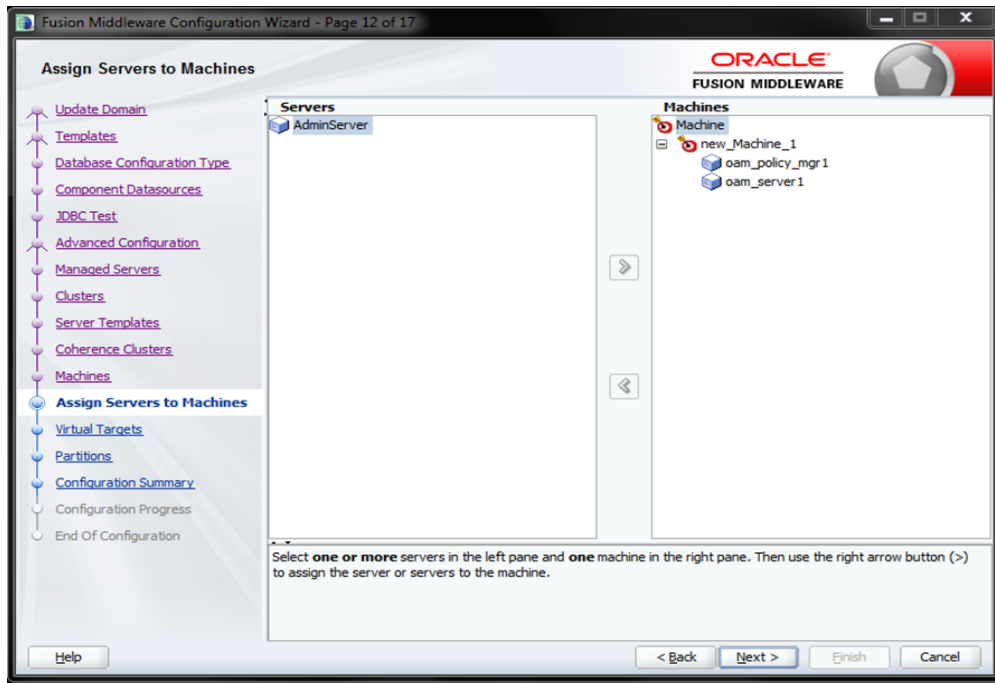 Fusion Middleware Configuration Wizard - Page 12 of 17
Assign Servers to Machines
ORACLE
FUSION MIDDLEWARE
Update Domain
Templates
Database Configuration Type
Component Datasources
JDBC Test
Advanced Configuration
Managed Servers
Clusters
Server Templates
Coherence Clusters
Machines
Assign Servers to Machines
Virtual Targets
Partitions
Configuration Summary
Configuration Progress
End Of Configuration
Servers
AdminServer
Machines
Machine
new_Machine_1
oam_policy_mgr1
oam_server1
Select one or more servers in the left pane and one machine in the right pane. Then use the right arrow button (>)
to assign the server or servers to the machine.
Help
< Back
Next >
Finish
Cancel